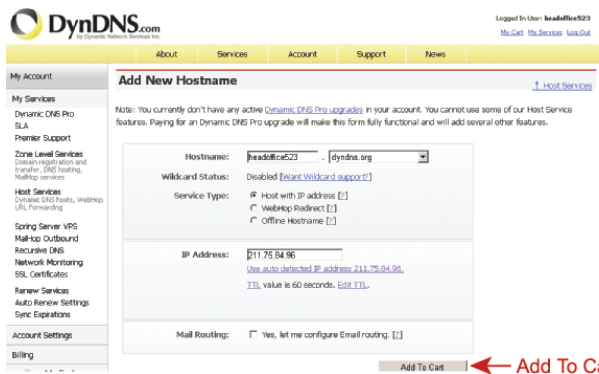 DynDNS.com
by Dynamic Network Services Inc.
Logged In User: headoffice523
My Cart My Services Log Out
About Services Account Support News
My Account
My Services
Dynamic DNS Pro
SLA
Premier Support
Zone Level Services
Domain registration and
transfer, DNS hosting,
MailHop services
Host Services
Dynamic DNS hosts, WebHop
URL Forwarding
Spring Server VPS
MailHop Outbound
Recursive DNS
Network Monitoring
SSL Certificates
Renew Services
Auto Renew Settings
Sync Expirations
Account Settings
Billing
Add New Hostname
↑ Host Services
Note: You currently don't have any active Dynamic DNS Pro upgrades in your account. You cannot use some of our Host Service
features. Paying for an Dynamic DNS Pro upgrade will make this form fully functional and will add several other features.
Hostname: headoffice523 . dyndns.org
Wildcard Status: Disabled [Want Wildcard support?]
Service Type: Host with IP address [?]
WebHop Redirect [?]
Offline Hostname [?]
IP Address: 211.75.84.96
Use auto detected IP address 211.75.84.96.
TTL value is 60 seconds. Edit TTL.
Mail Routing: Yes, let me configure Email routing. [?]
Add To Cart
Add To Ca